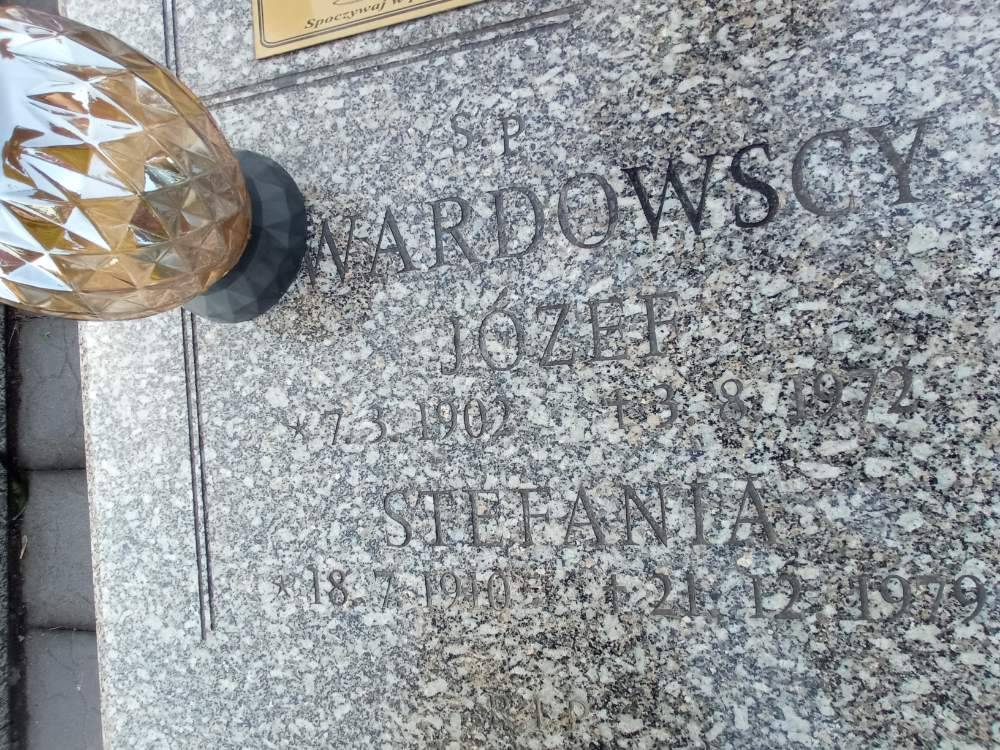 Spoczywaj w
Ś P
WARDOWSCY
JÓZEF
* 7. 3. 1902 † 3. 8. 1972
STEFANIA
* 18. 7. 1910 † 21. 12. 1979
R I P